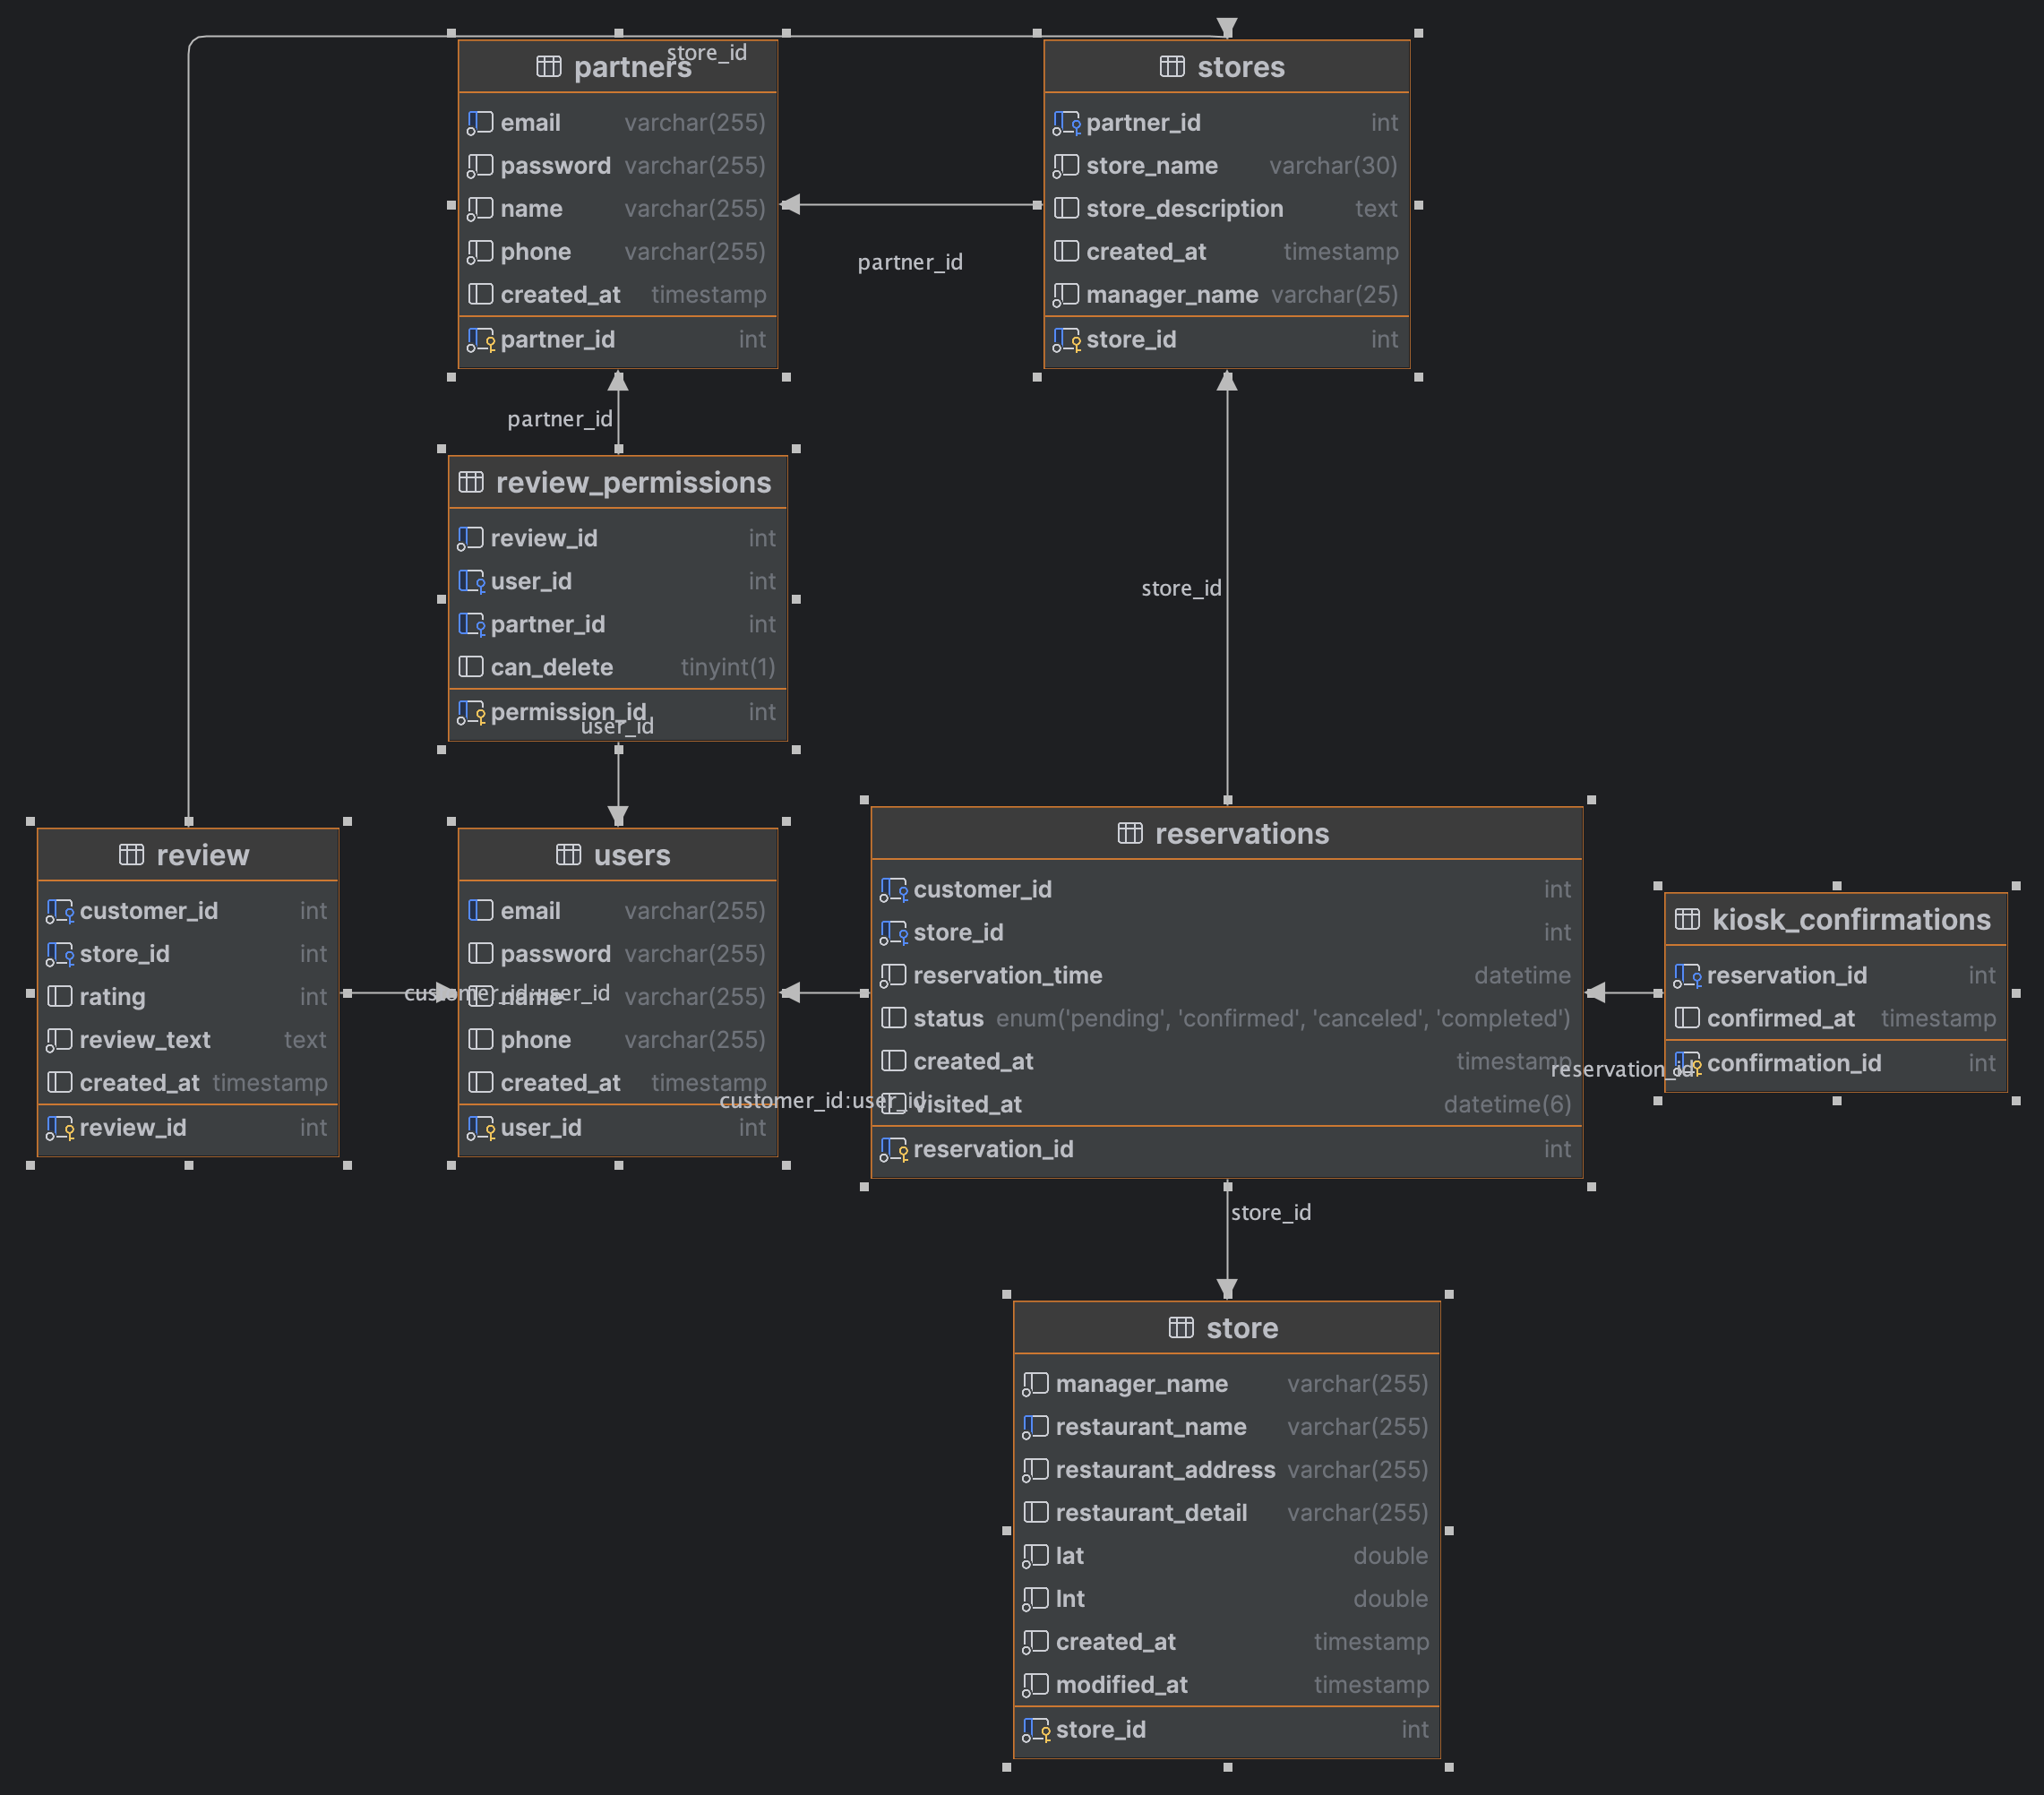 store_id
partners
email varchar(255)
password varchar(255)
name varchar(255)
phone varchar(255)
created_at timestamp
partner_id int
stores
partner_id int
store_name varchar(30)
store_description text
created_at timestamp
manager_name varchar(25)
store_id int
partner_id
partner_id
review_permissions
review_id int
user_id int
partner_id int
can_delete tinyint(1)
permission_id int
user_id
store_id
review
customer_id int
store_id int
rating int
review_text text
created_at timestamp
review_id int
customer_id:user_id
users
email varchar(255)
password varchar(255)
name varchar(255)
phone varchar(255)
created_at timestamp
user_id int
customer_id:user_id
reservations
customer_id int
store_id int
reservation_time datetime
status enum('pending', 'confirmed', 'canceled', 'completed')
created_at timestamp
visited_at datetime(6)
reservation_id int
reservation_id
kiosk_confirmations
reservation_id int
confirmed_at timestamp
confirmation_id int
store_id
store
manager_name varchar(255)
restaurant_name varchar(255)
restaurant_address varchar(255)
restaurant_detail varchar(255)
lat double
lnt double
created_at timestamp
modified_at timestamp
store_id int